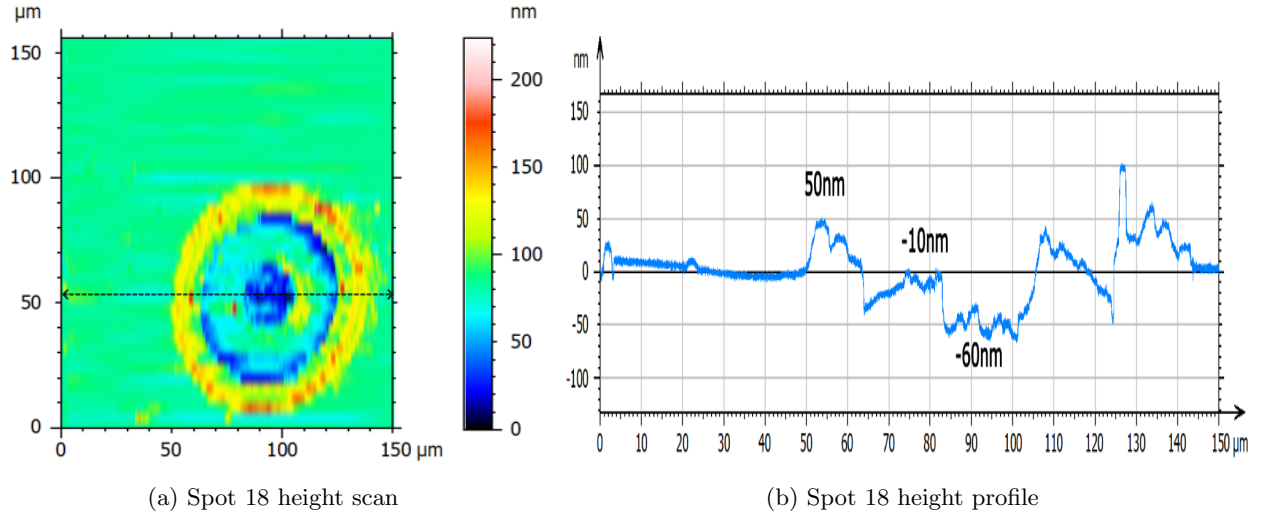 µm
150
100
50
0
0 50 100 150 µm
nm
200
150
100
50
0
(a) Spot 18 height scan
nm
150
100
50
0
-50
-100
50nm
-10nm
-60nm
0 10 20 30 40 50 60 70 80 90 100 110 120 130 140 150 µm
(b) Spot 18 height profile